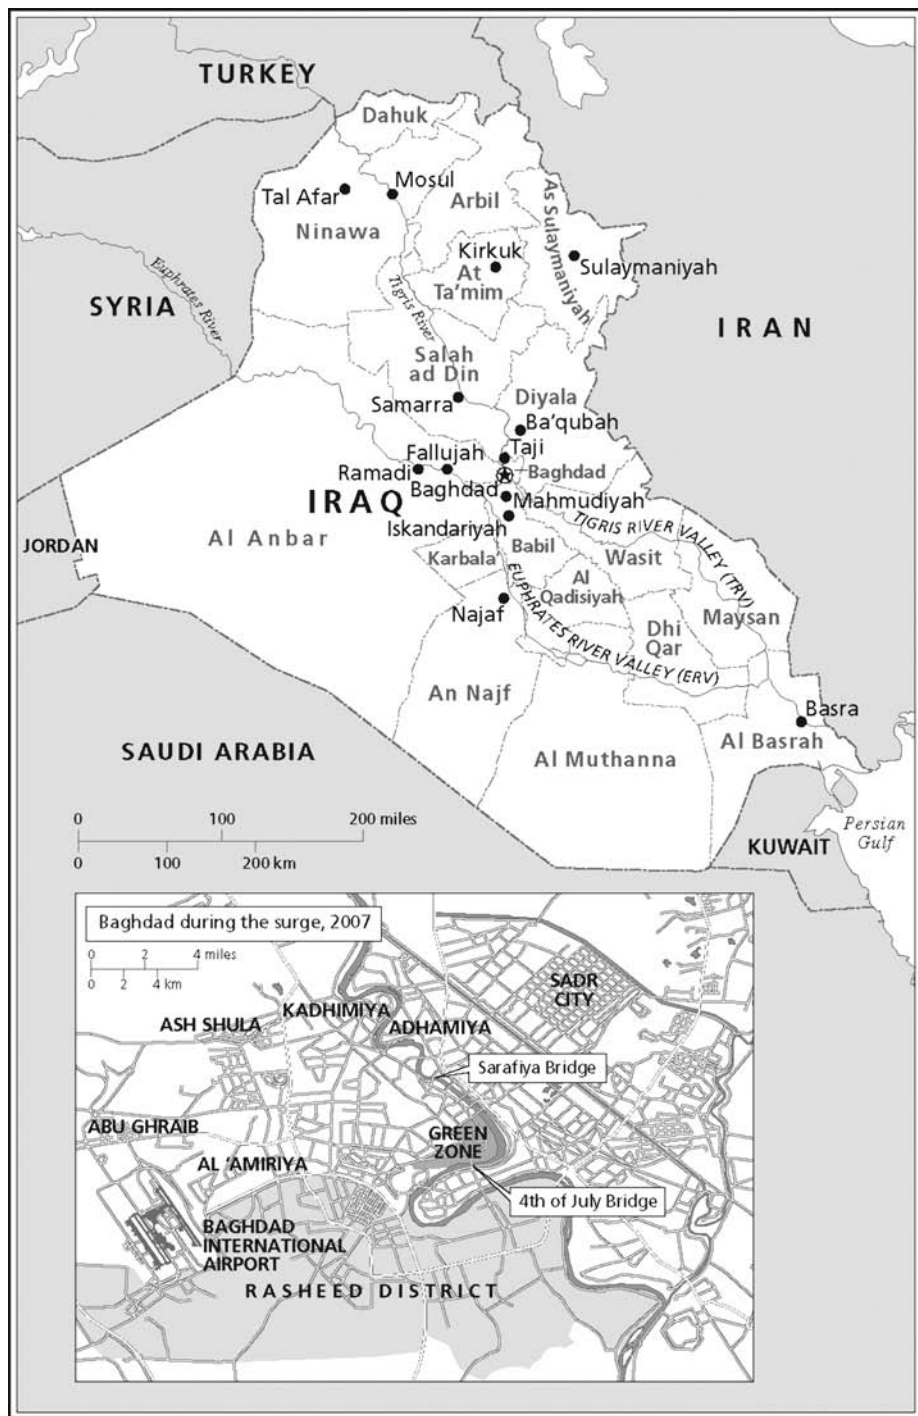 TURKEY
Dahuk
Mosul
Tal Afar
Arbil
Ninawa
As Sulaymaniyah
Kirkuk
Sulaymaniyah
At
Ta'mim
Euphrates River
Tigris River
SYRIA
IRAN
Salah
ad Din
Diyala
Samarra
Ba'qubah
Taji
Fallujah
Ramadi
Baghdad
Baghdad
IRAQ
Mahmudiyah
Iskandariyah
TIGRIS RIVER VALLEY (TRV)
Al Anbar
JORDAN
Karbala'
Babil
Wasit
Al
Qadisiyah
EUPHRATES RIVER VALLEY (ERV)
Najaf
Maysan
Dhi
Qar
An Najf
Basra
SAUDI ARABIA
Al Muthanna
Al Basrah
0 100 200 miles
0 100 200 km
KUWAIT
Persian
Gulf
Baghdad during the surge, 2007
0 2 4 miles
0 2 4 km
SADR
CITY
KADHIMIYA
ASH SHULA
ADHAMIYA
Sarafiya Bridge
ABU GHRAIB
GREEN
ZONE
AL 'AMIRIYA
4th of July Bridge
BAGHDAD
INTERNATIONAL
AIRPORT
RASHEED DISTRICT